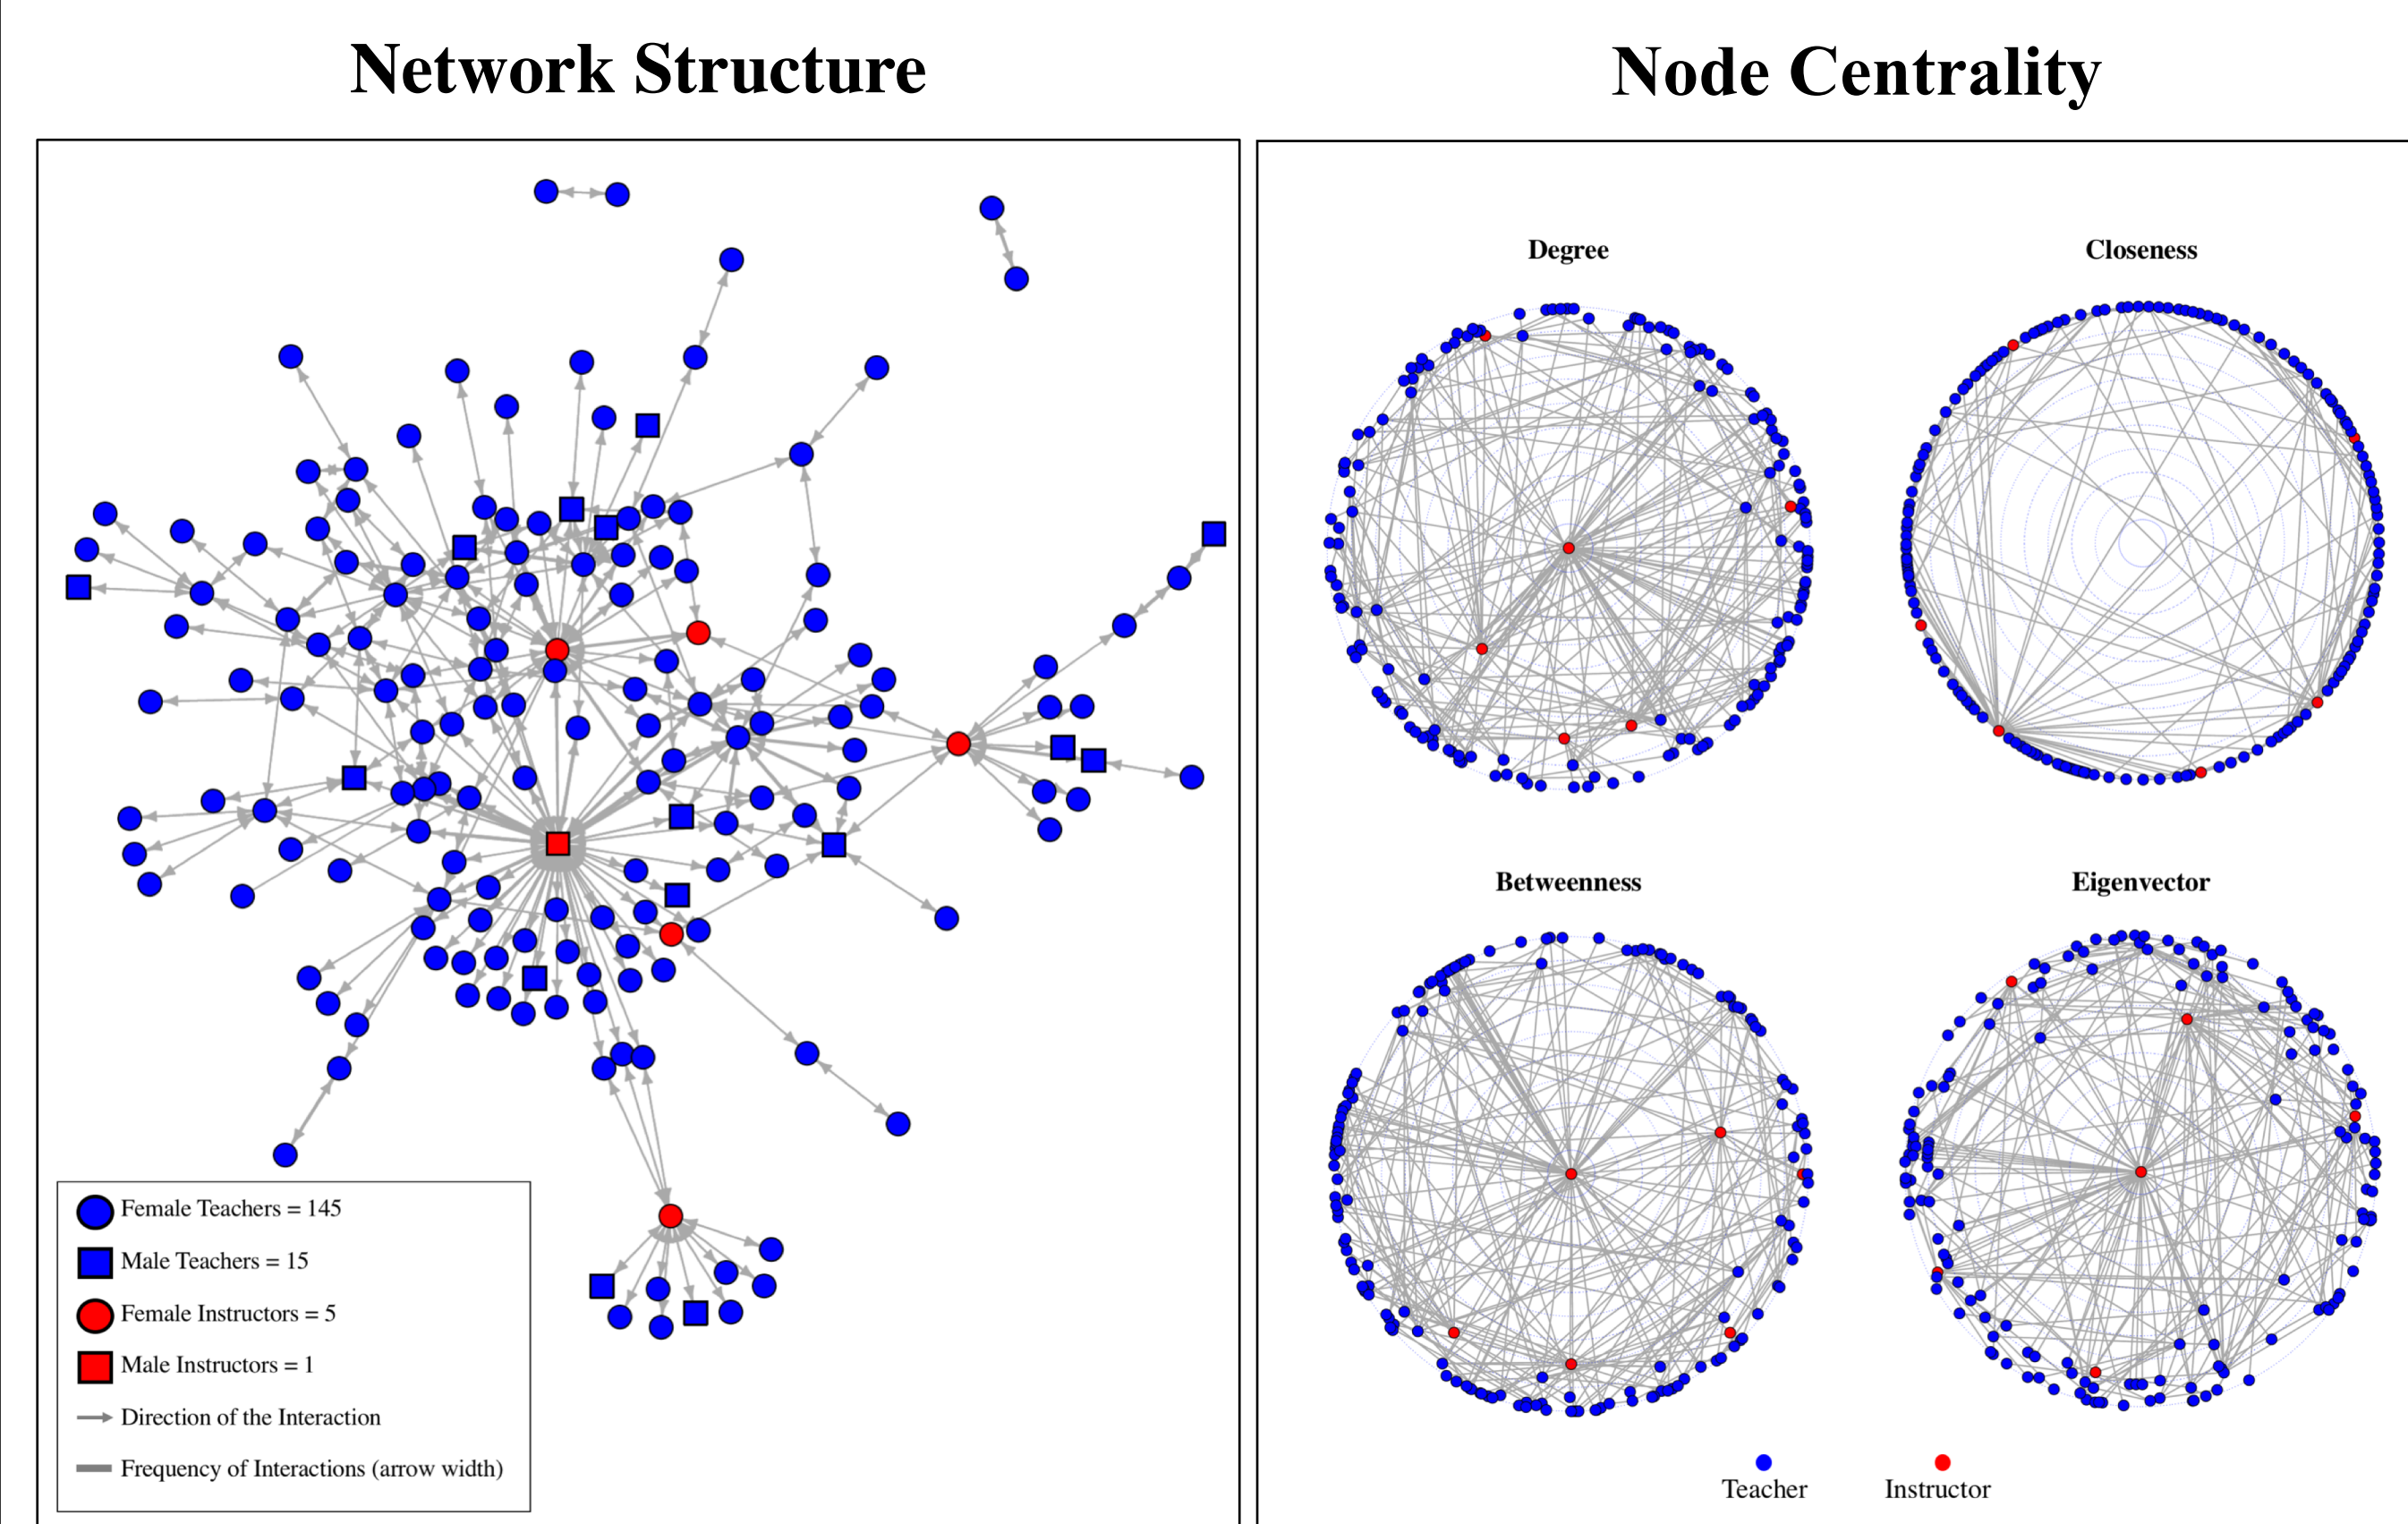 Network Structure
Female Teachers = 145
Male Teachers = 15
Female Instructors = 5
Male Instructors = 1
Direction of the Interaction
Frequency of Interactions (arrow width)
Node Centrality
Degree
Closeness
Betweenness
Eigenvector
Teacher
Instructor